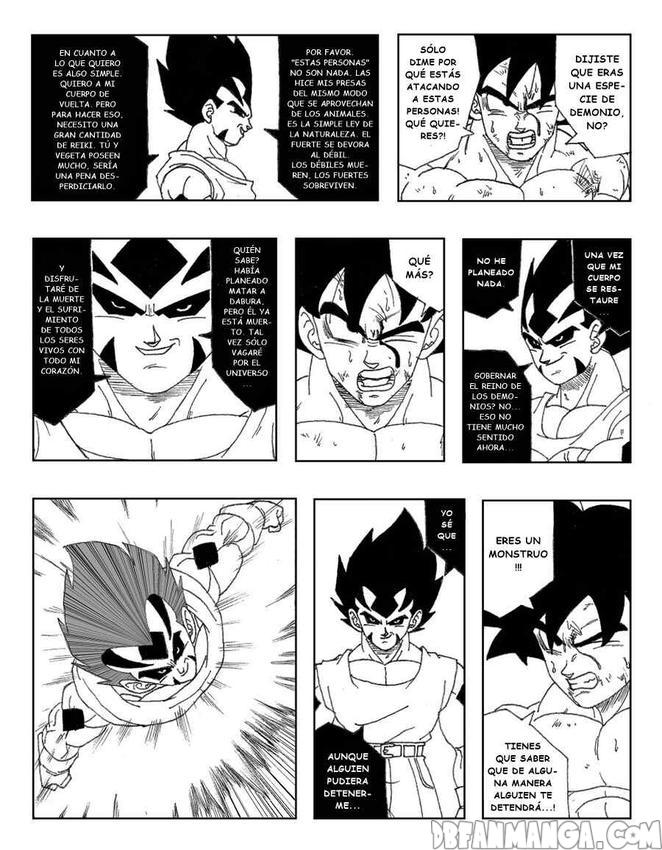 DIJISTE
QUE ERAS
UNA ESPE-
CIE DE
DEMONIO,
NO?
SÓLO
DIME POR
QUÉ ESTÁS
ATACANDO
A ESTAS
PERSONAS!
QUÉ QUIE-
RES?!
POR FAVOR.
"ESTAS PERSONAS"
NO SON NADA. LAS
HICE MIS PRESAS
DEL MISMO MODO
QUE SE APROVECHAN
DE LOS ANIMALES.
ES LA SIMPLE LEY DE
LA NATURALEZA. EL
FUERTE SE DEVORA
AL DÉBIL.
LOS DÉBILES MUE-
REN, LOS FUERTES
SOBREVIVEN.
EN CUANTO A
LO QUE QUIERO
ES ALGO SIMPLE.
QUIERO A MI
CUERPO DE
VUELTA. PERO
PARA HACER ESO,
NECESITO UNA
GRAN CANTIDAD
DE REIKI. TÚ Y
VEGETA POSEEN
MUCHO, SERÍA
UNA PENA DES-
PERDICIARLO.
UNA VEZ
QUE MI
CUERPO
SE RES-
TAURE ...
NO HE
PLANEADO
NADA.
GOBERNAR
EL REINO DE
LOS DEMO-
NIOS? NO...
ESO NO
TIENE MUCHO
SENTIDO
AHORA...
QUÉ
MÁS?
QUIÉN
SABE?
HABÍA
PLANEADO
MATAR A
DABURA,
PERO ÉL YA
ESTÁ MUER-
TO. TAL
VEZ SÓLO
VAGARÉ
POR EL
UNIVERSO
...
Y
DISFRU-
TARÉ DE
LA MUERTE
Y EL SUFRI-
MIENTO
DE TODOS
LOS SERES
VIVOS CON
TODO MI
CORAZÓN.
ERES UN
MONSTRUO
!!!
TIENES
QUE SABER
QUE DE ALGU-
NA MANERA
ALGUIEN TE
DETENDRÁ...!
YO
SÉ QUE
...
AUNQUE
ALGUIEN
PUDIERA
DETENER-
ME...
DBFANMANGA.COM